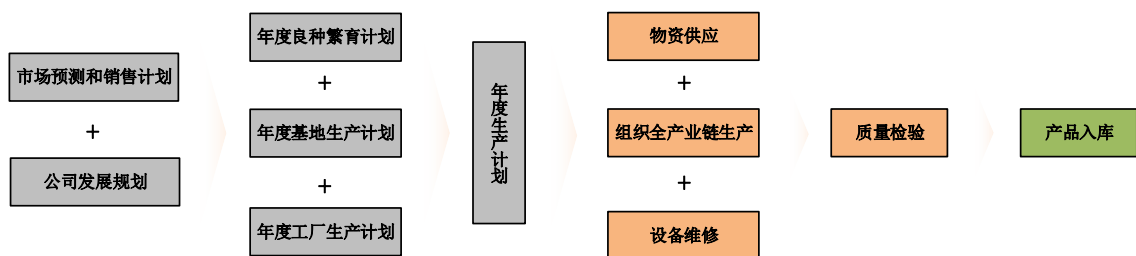 市场预测和销售计划
+
公司发展规划
年度良种繁育计划
+
年度基地生产计划
+
年度工厂生产计划
年度生产计划
物资供应
+
组织全产业链生产
+
设备维修
质量检验
产品入库